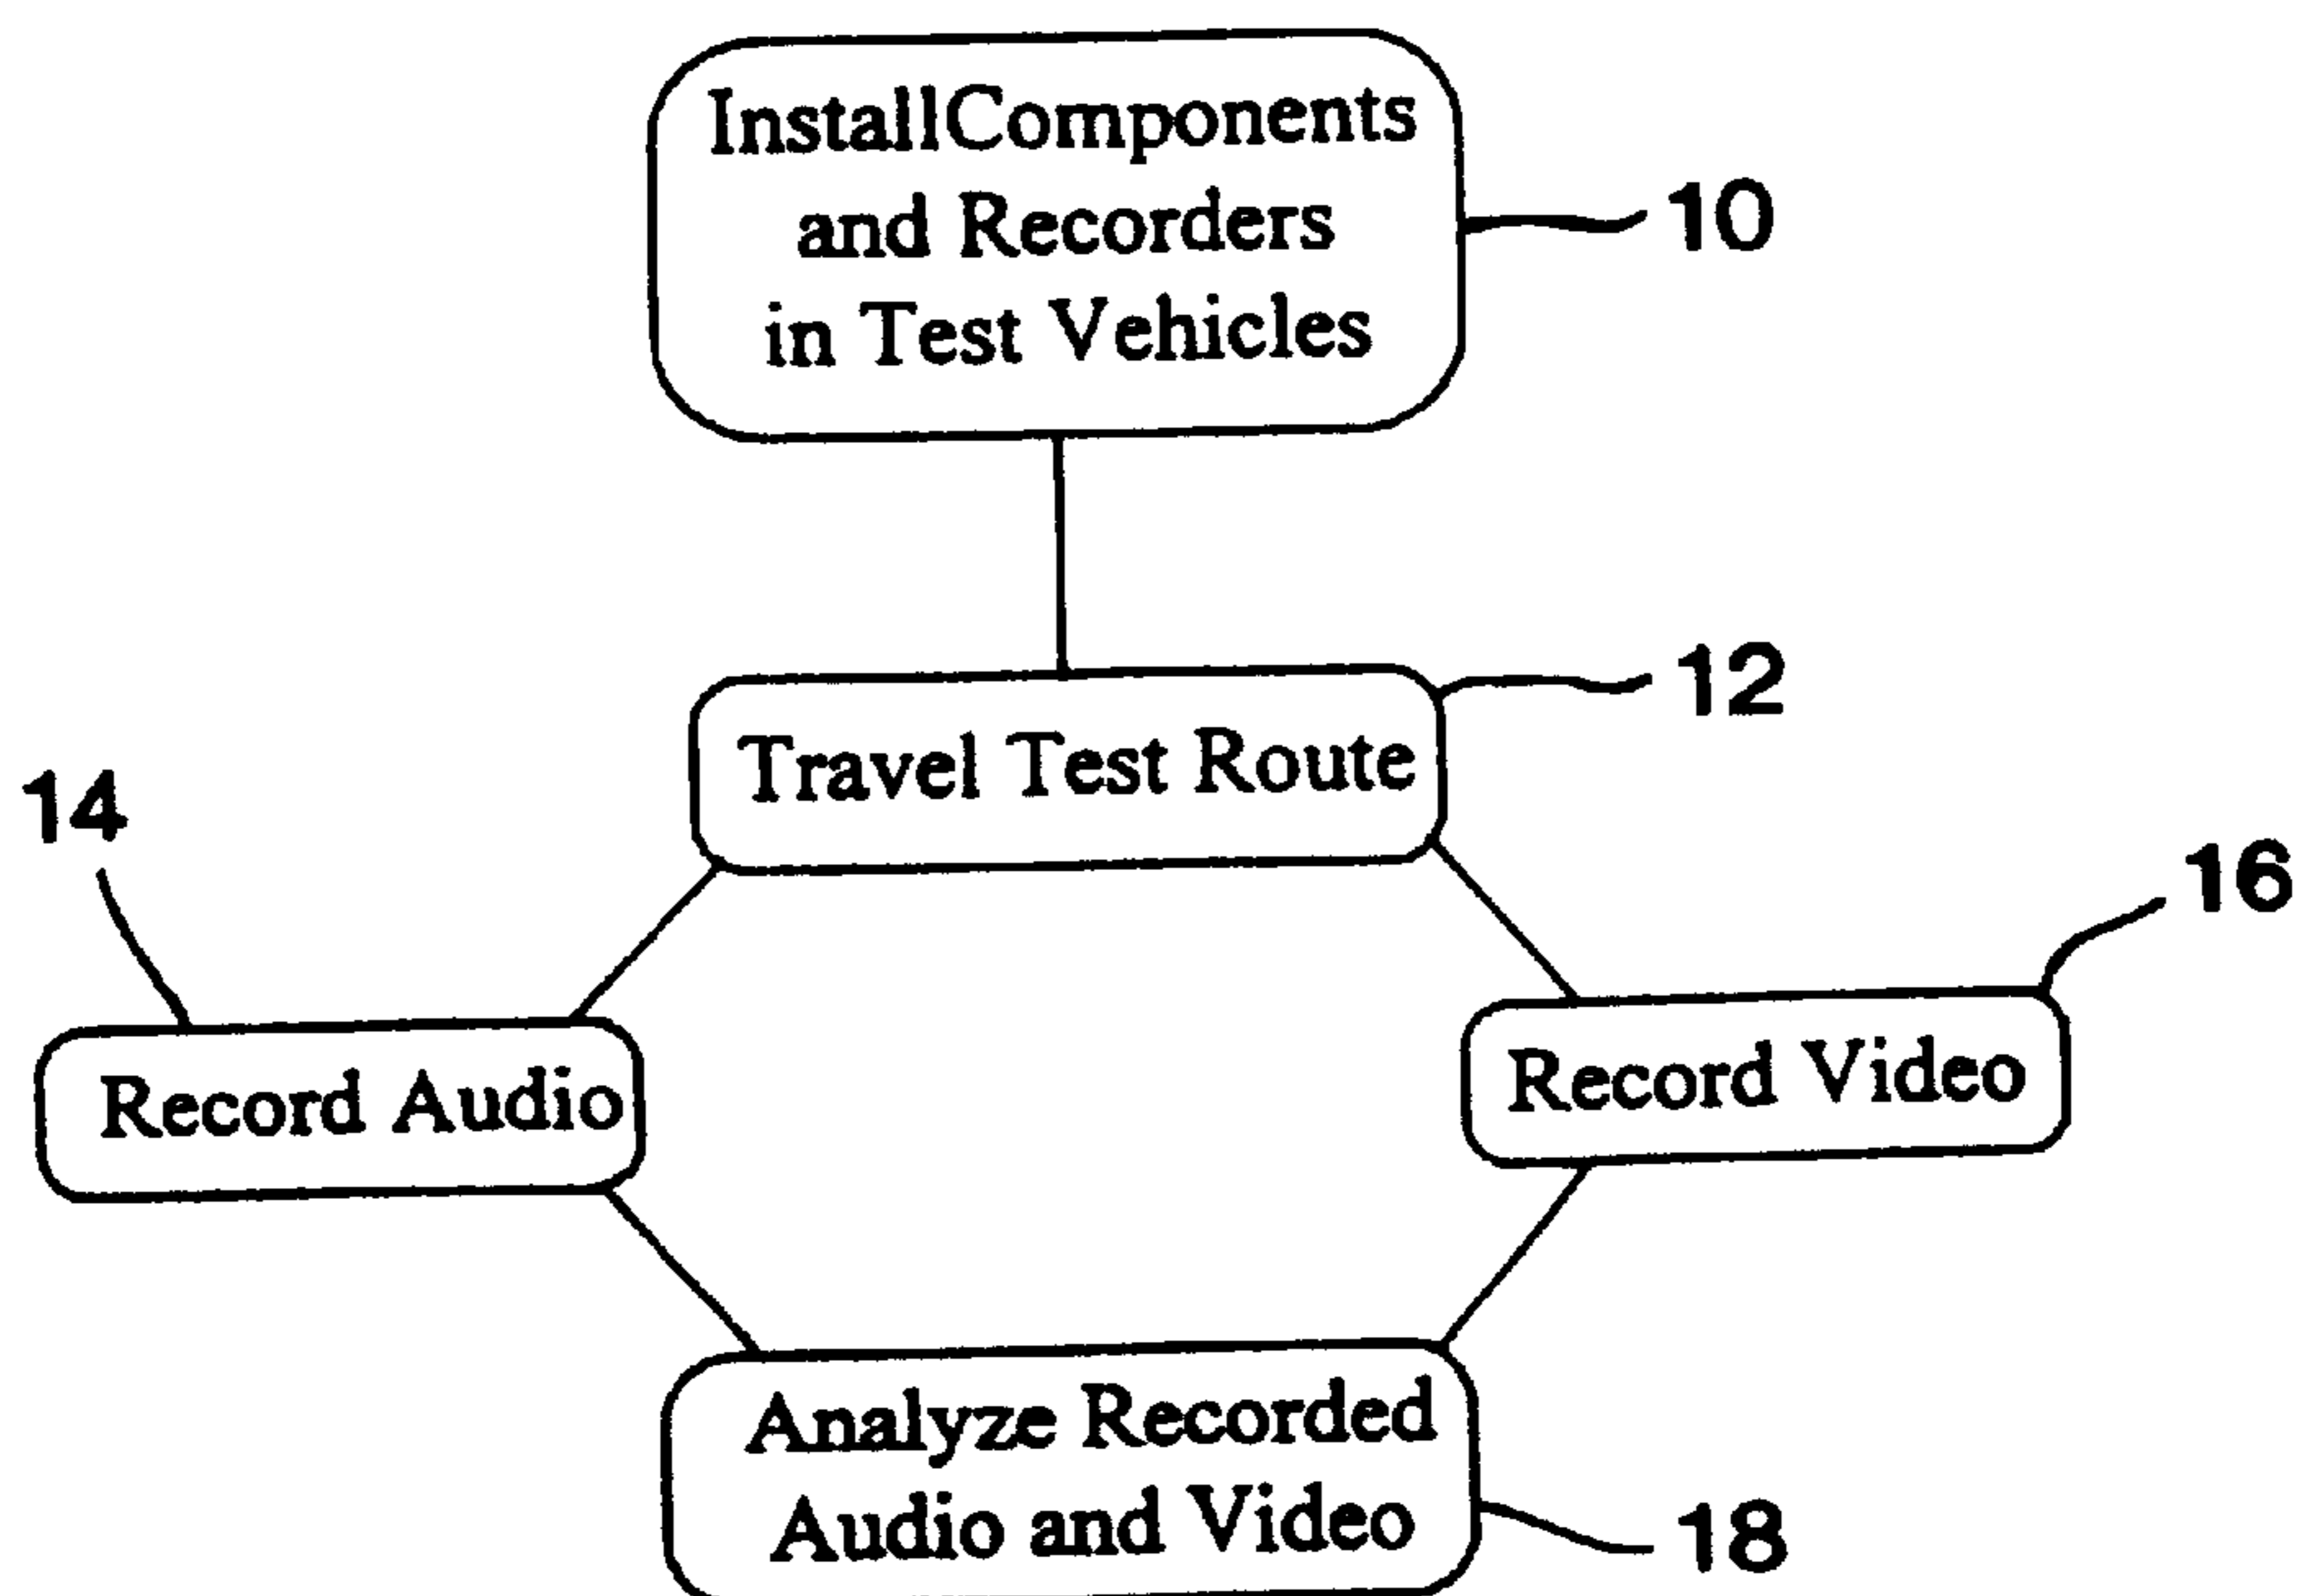 InstallComponents
and Recorders
in Test Vehicles
10
12
Travel Test Route
14
16
Record Audio
Record Video
Analyze Recorded
Audio and Video
18